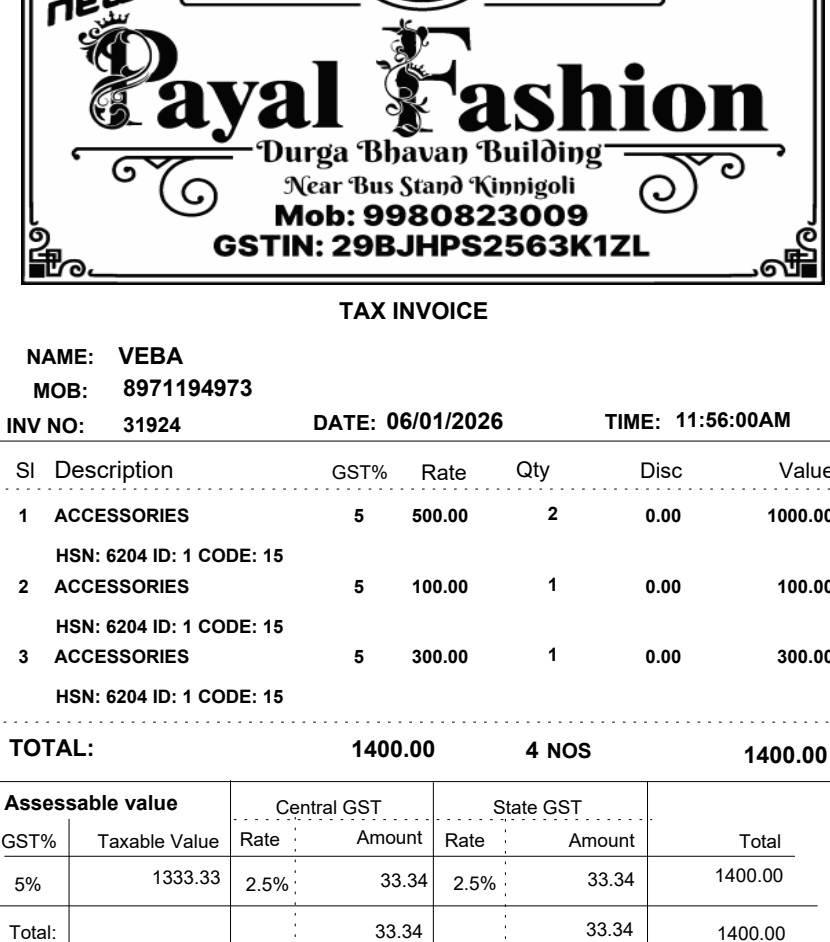 new
Payal Fashion
Durga Bhavan Building
Near Bus Stand Kinnigoli
Mob: 9980823009
GSTIN: 29BJHPS2563K1ZL
TAX INVOICE
NAME: VEBA
MOB: 8971194973
INV NO: 31924 DATE: 06/01/2026 TIME: 11:56:00AM
Sl Description GST% Rate Qty Disc Value
1 ACCESSORIES 5 500.00 2 0.00 1000.00
HSN: 6204 ID: 1 CODE: 15
2 ACCESSORIES 5 100.00 1 0.00 100.00
HSN: 6204 ID: 1 CODE: 15
3 ACCESSORIES 5 300.00 1 0.00 300.00
HSN: 6204 ID: 1 CODE: 15
TOTAL: 1400.00 4 NOS 1400.00
Assessable value Central GST State GST
GST% Taxable Value Rate Amount Rate Amount Total
5% 1333.33 2.5% 33.34 2.5% 33.34 1400.00
Total: 33.34 33.34 1400.00